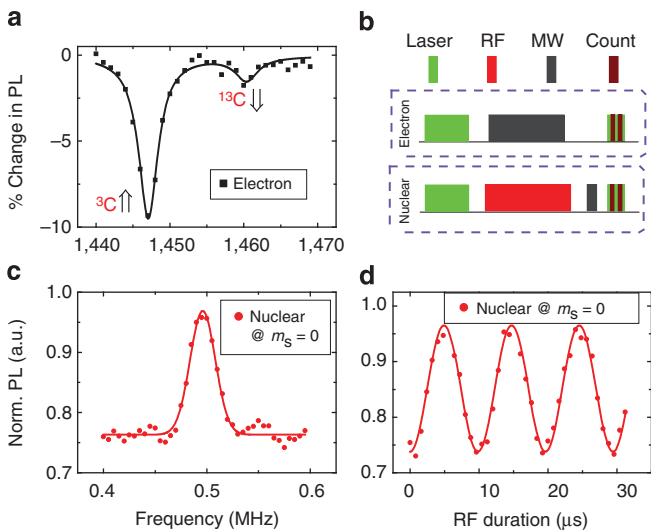 a
% Change in PL
0
−5
−10
1,440
1,450
1,460
1,470
13C ⇓
3C ⇑
Electron
b
Laser RF MW Count
Electron
Nuclear
c
Norm. PL (a.u.)
1.0
0.9
0.8
0.7
0.4
0.5
0.6
Frequency (MHz)
Nuclear
@ mS = 0
d
1.0
0.9
0.8
0.7
0
10
20
30
RF duration (μs)
Nuclear @ mS = 0